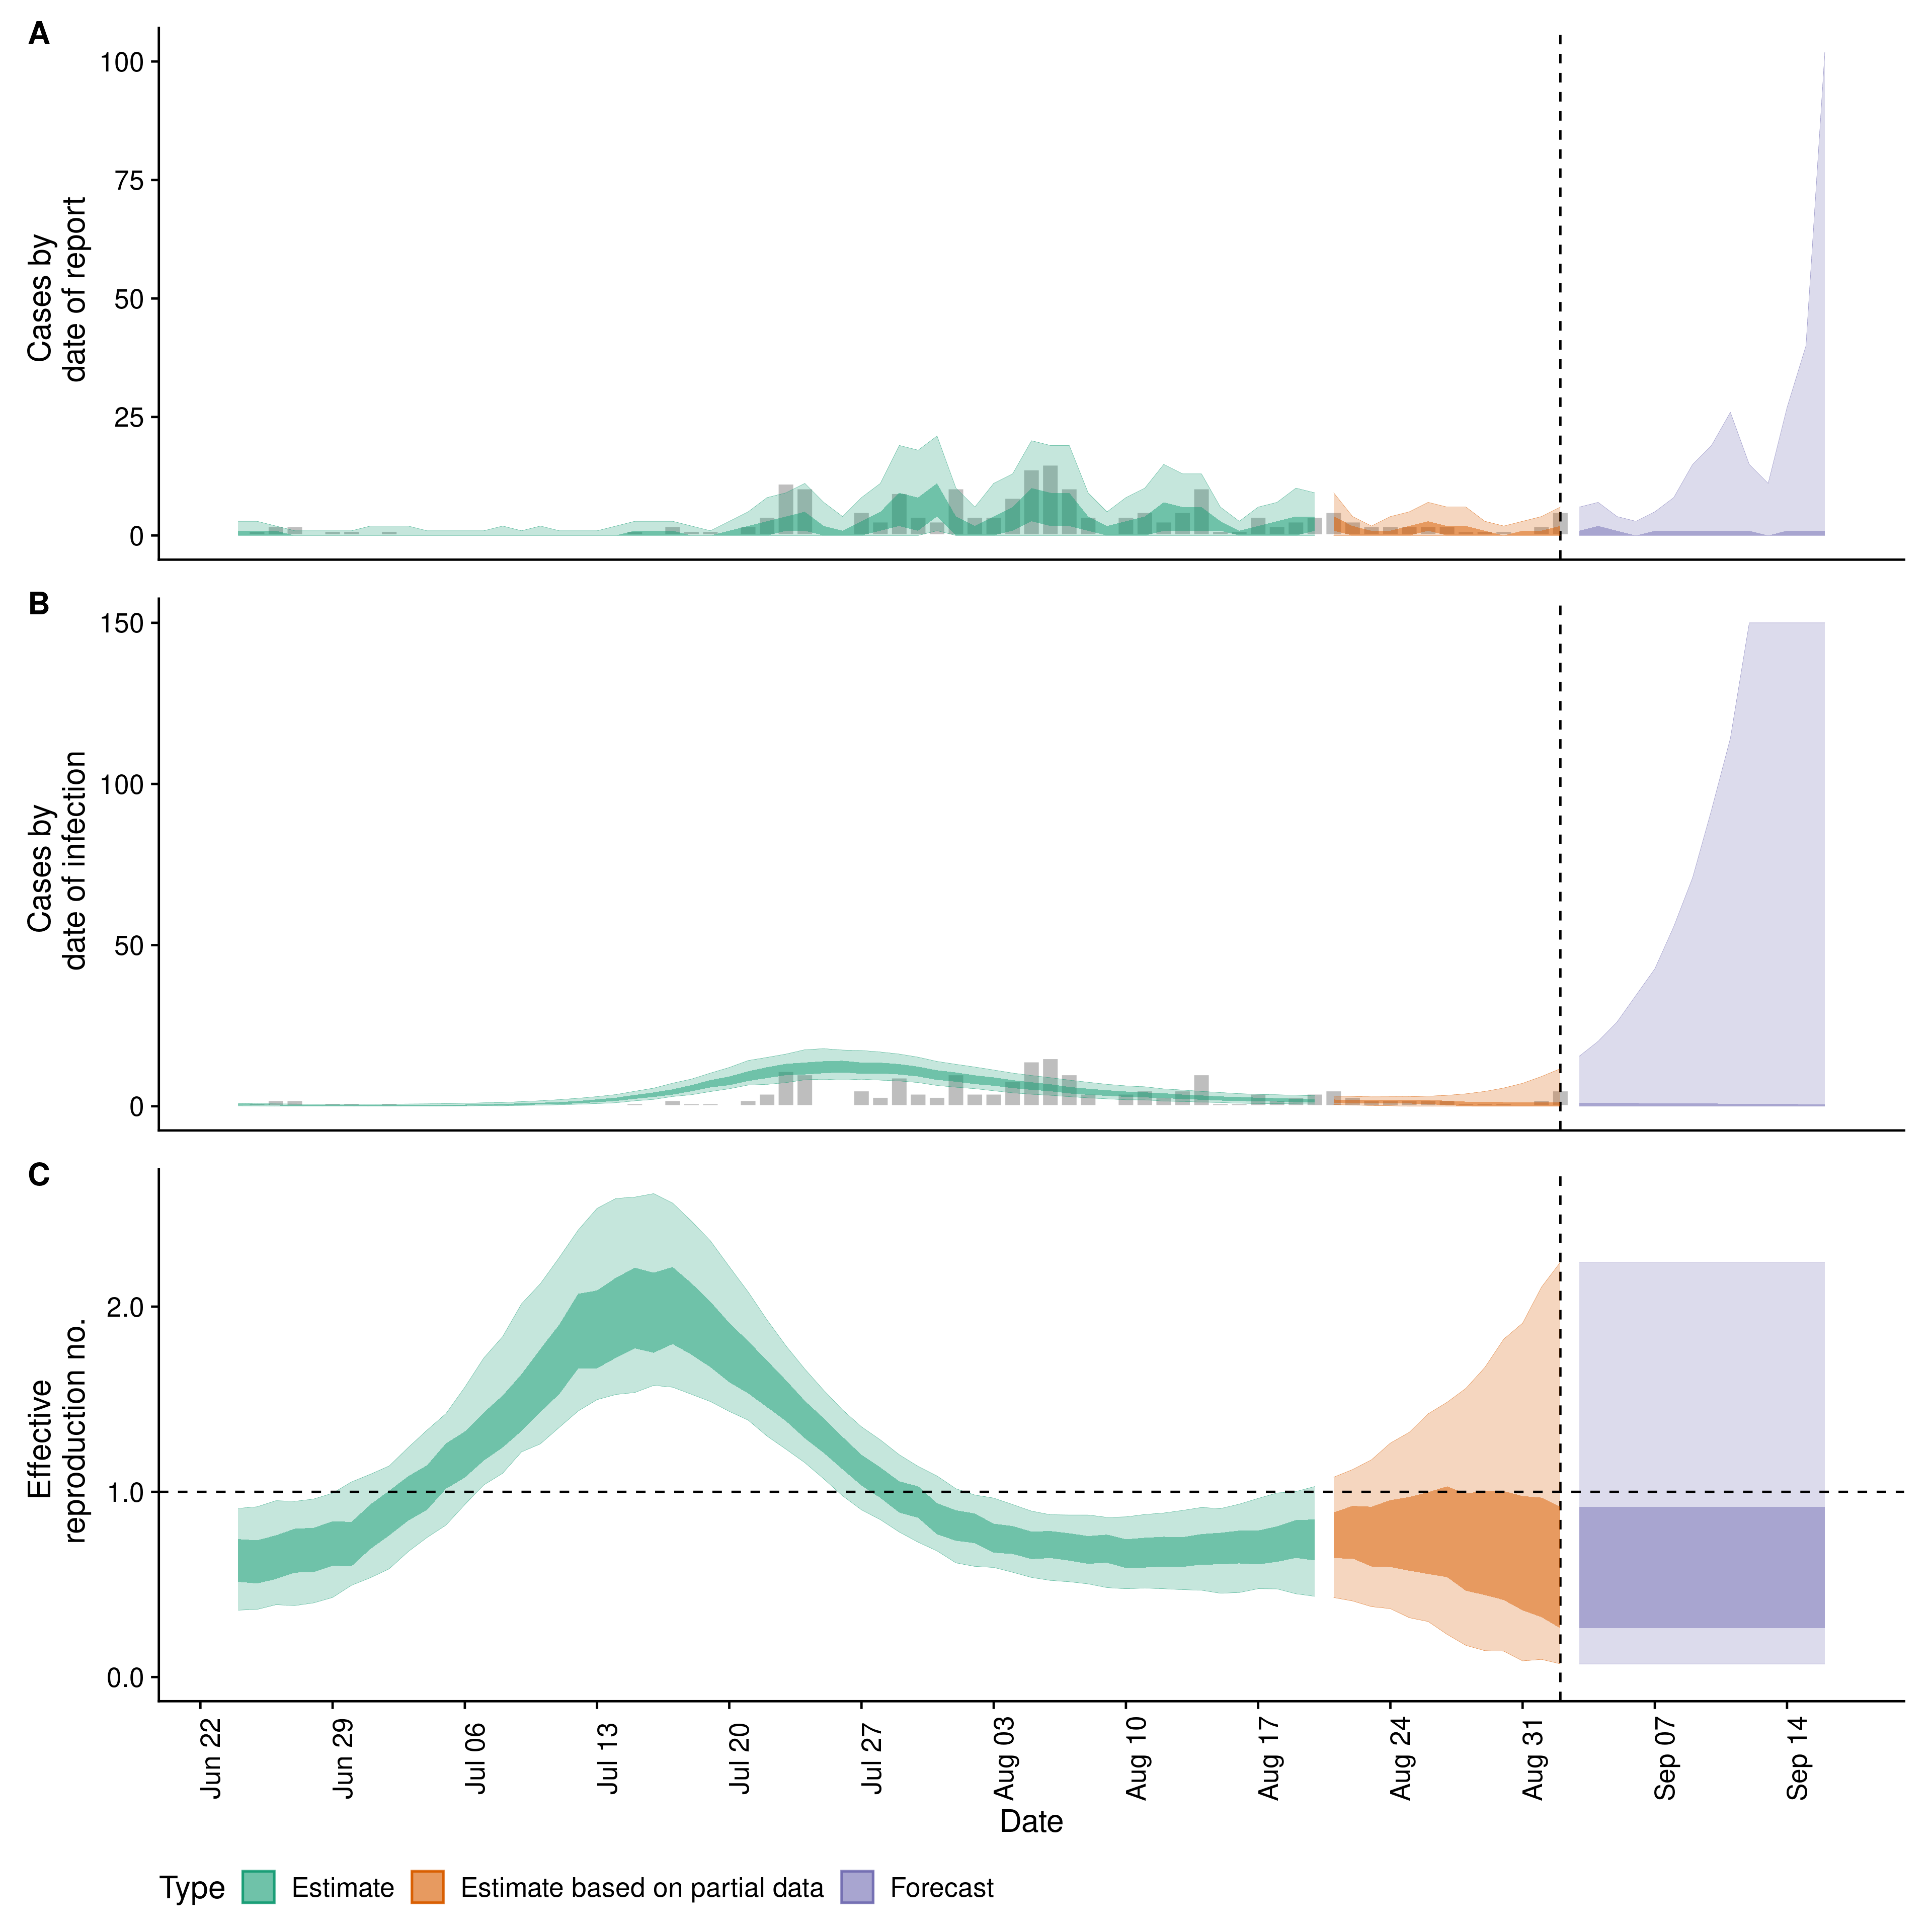 A
100
75
50
25
0
Cases by
date of report
B
150
100
50
0
Cases by
date of infection
C
2.0
1.0
0.0
Effective
reproduction no.
Jun 22
Jun 29
Jul 06
Jul 13
Jul 20
Jul 27
Aug 03
Aug 10
Aug 17
Aug 24
Aug 31
Sep 07
Sep 14
Date
Type Estimate Estimate based on partial data Forecast